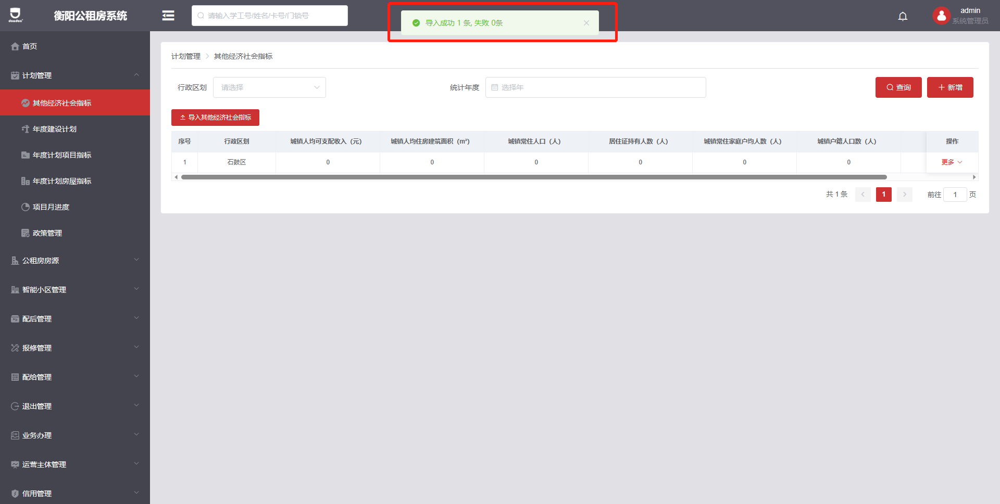 衡阳公租房系统
请输入学工号/姓名/卡号/门锁号
导入成功 1 条, 失败 0条
admin
系统管理员
首页
计划管理
其他经济社会指标
年度建设计划
年度计划项目指标
年度计划房屋指标
项目月进度
政策管理
公租房房源
智能小区管理
配后管理
报修管理
配给管理
退出管理
业务办理
运营主体管理
信用管理
计划管理 > 其他经济社会指标
行政区划 请选择 统计年度 选择年 查询 新增
导入其他经济社会指标
序号 行政区划 城镇人均可支配收入（元） 城镇人均住房建筑面积（m²） 城镇常住人口（人） 居住证持有人数（人） 城镇常住家庭户均人数（人） 城镇户籍人口数（人） 操作
1 石鼓区 0 0 0 0 0 0 更多
共 1 条 1 前往 1 页